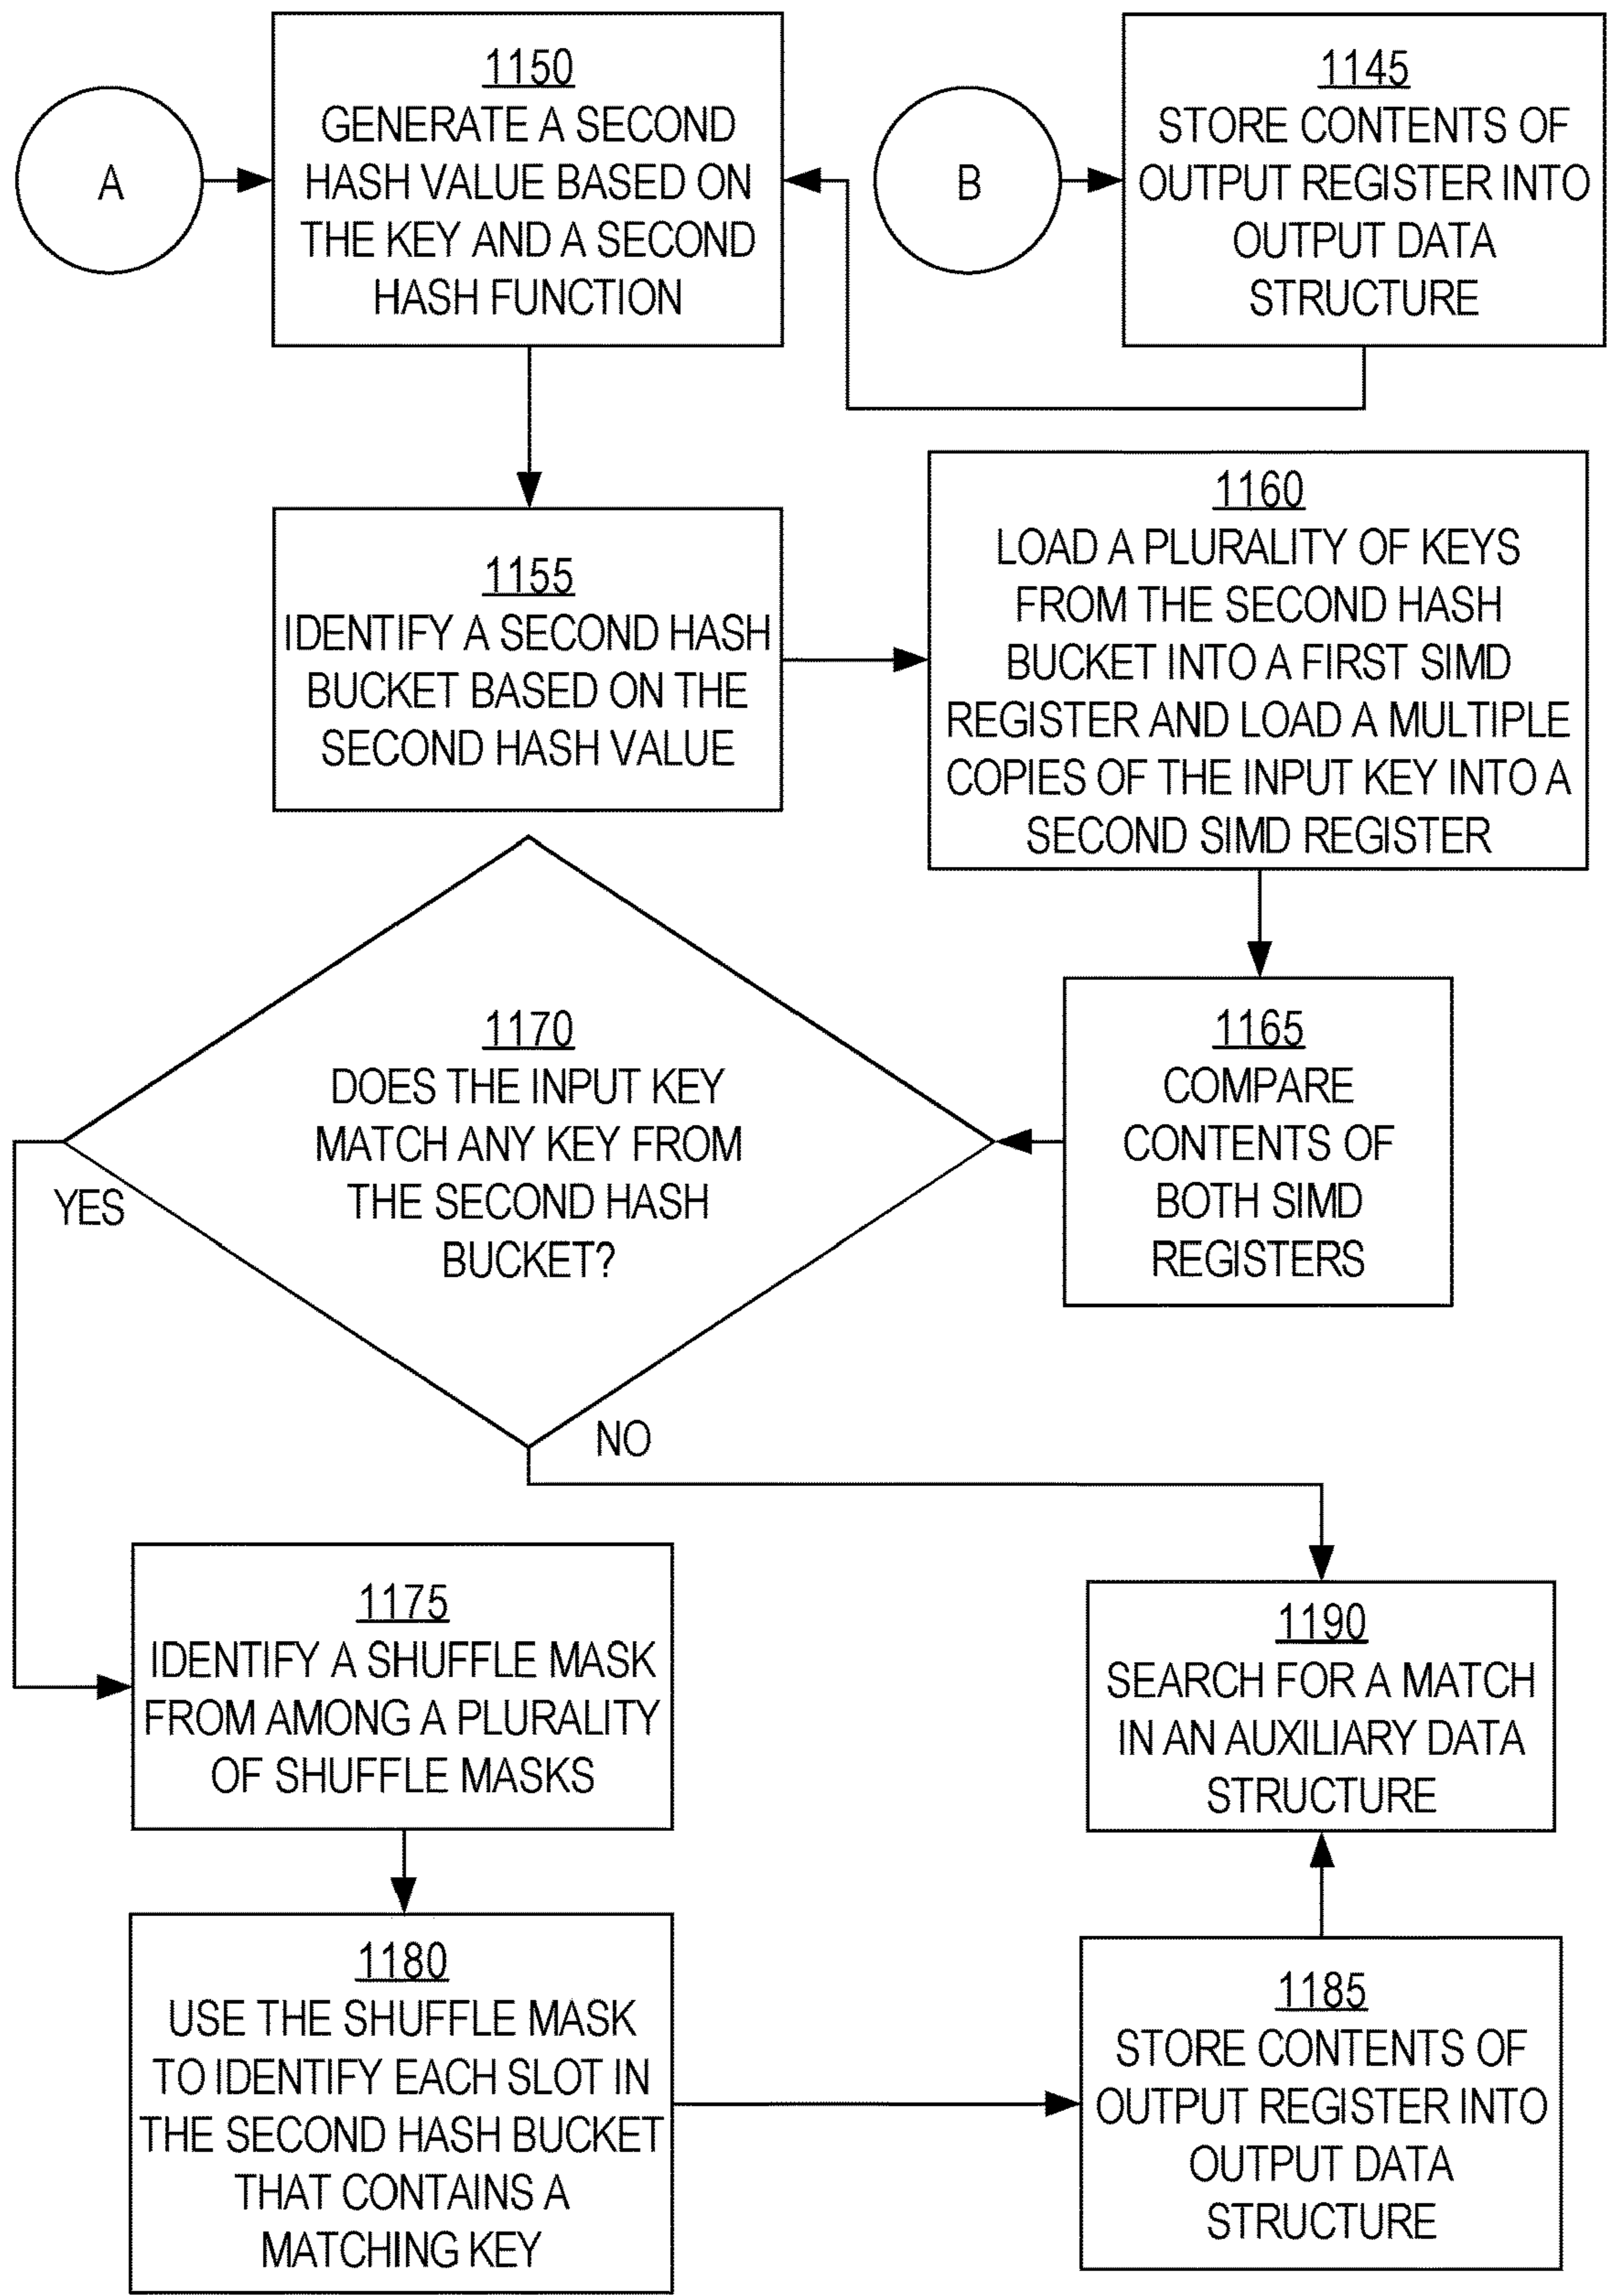 A
1150
GENERATE A SECOND
HASH VALUE BASED ON
THE KEY AND A SECOND
HASH FUNCTION
B
1145
STORE CONTENTS OF
OUTPUT REGISTER INTO
OUTPUT DATA
STRUCTURE
1155
IDENTIFY A SECOND HASH
BUCKET BASED ON THE
SECOND HASH VALUE
1160
LOAD A PLURALITY OF KEYS
FROM THE SECOND HASH
BUCKET INTO A FIRST SIMD
REGISTER AND LOAD A MULTIPLE
COPIES OF THE INPUT KEY INTO A
SECOND SIMD REGISTER
1165
COMPARE
CONTENTS OF
BOTH SIMD
REGISTERS
1170
DOES THE INPUT KEY
MATCH ANY KEY FROM
THE SECOND HASH
BUCKET?
YES
NO
1175
IDENTIFY A SHUFFLE MASK
FROM AMONG A PLURALITY
OF SHUFFLE MASKS
1180
USE THE SHUFFLE MASK
TO IDENTIFY EACH SLOT IN
THE SECOND HASH BUCKET
THAT CONTAINS A
MATCHING KEY
1185
STORE CONTENTS OF
OUTPUT REGISTER INTO
OUTPUT DATA
STRUCTURE
1190
SEARCH FOR A MATCH
IN AN AUXILIARY DATA
STRUCTURE